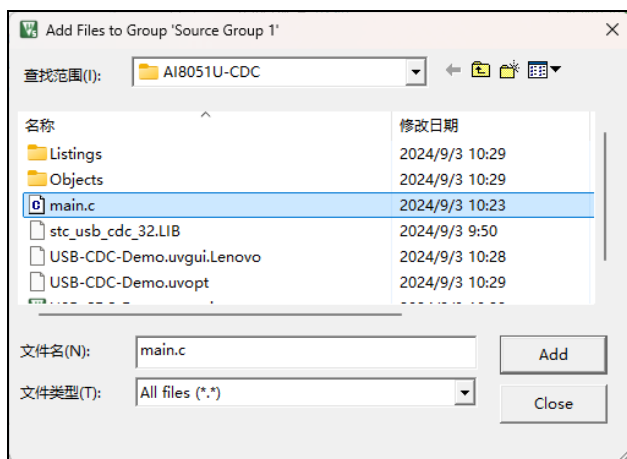 Add Files to Group 'Source Group 1'
查找范围(I): AI8051U-CDC
名称 修改日期
Listings 2024/9/3 10:29
Objects 2024/9/3 10:29
main.c 2024/9/3 10:23
stc_usb_cdc_32.LIB 2024/9/3 9:50
USB-CDC-Demo.uvgui.Lenovo 2024/9/3 10:28
USB-CDC-Demo.uvopt 2024/9/3 10:29
文件名(N): main.c Add
文件类型(T): All files (*.*) Close